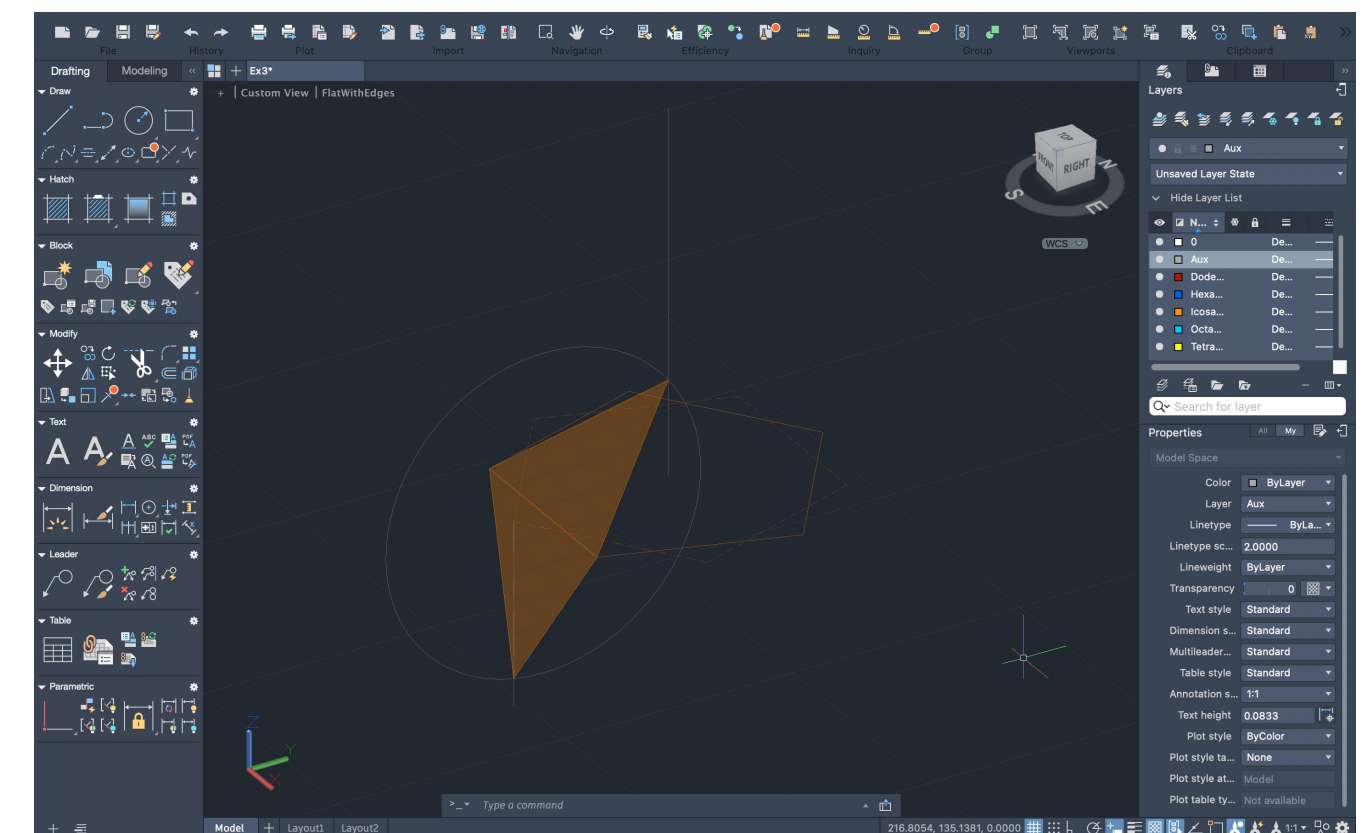 File
History
Plot
Import
Navigation
Efficiency
Inquiry
Group
Viewports
Clipboard
Drafting Modeling
Ex3*
+ | Custom View | FlatWithEdges
Draw
Hatch
Block
Modify
Text
Dimension
Leader
Table
Parametric
TOP
FRONT
RIGHT
S
E
N
WCS
Z
Y
X
>_ Type a command
Model + Layout1 Layout2
216.8054, 135.1381, 0.0000
1:1
Layers
Aux
Unsaved Layer State
Hide Layer List
N...
0 De...
Aux De...
Dode... De...
Hexa... De...
Icosa... De...
Octa... De...
Tetra... De...
Search for layer
Properties All My
Model Space
Color ByLayer
Layer Aux
Linetype ByLa...
Linetype sc... 2.0000
Lineweight ByLayer
Transparency 0
Text style Standard
Dimension s... Standard
Multileader... Standard
Table style Standard
Annotation s... 1:1
Text height 0.0833
Plot style ByColor
Plot style ta... None
Plot style at... Model
Plot table ty... Not available